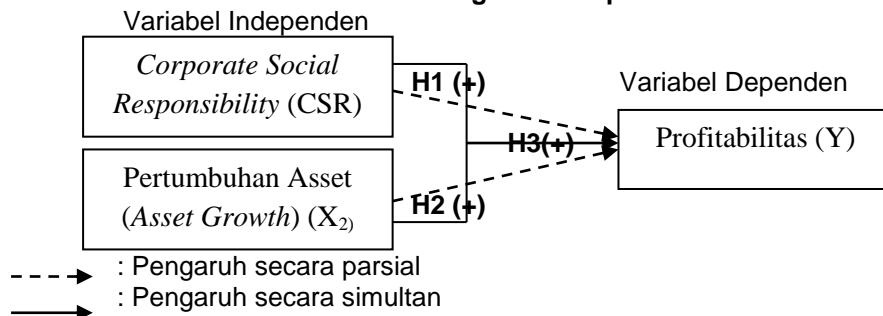 Variabel Independen
Corporate Social
Responsibility (CSR)
H1 (+)
Variabel Dependen
H3(+)
Profitabilitas (Y)
Pertumbuhan Asset
(Asset Growth) (X2)
H2 (+)
: Pengaruh secara parsial
: Pengaruh secara simultan